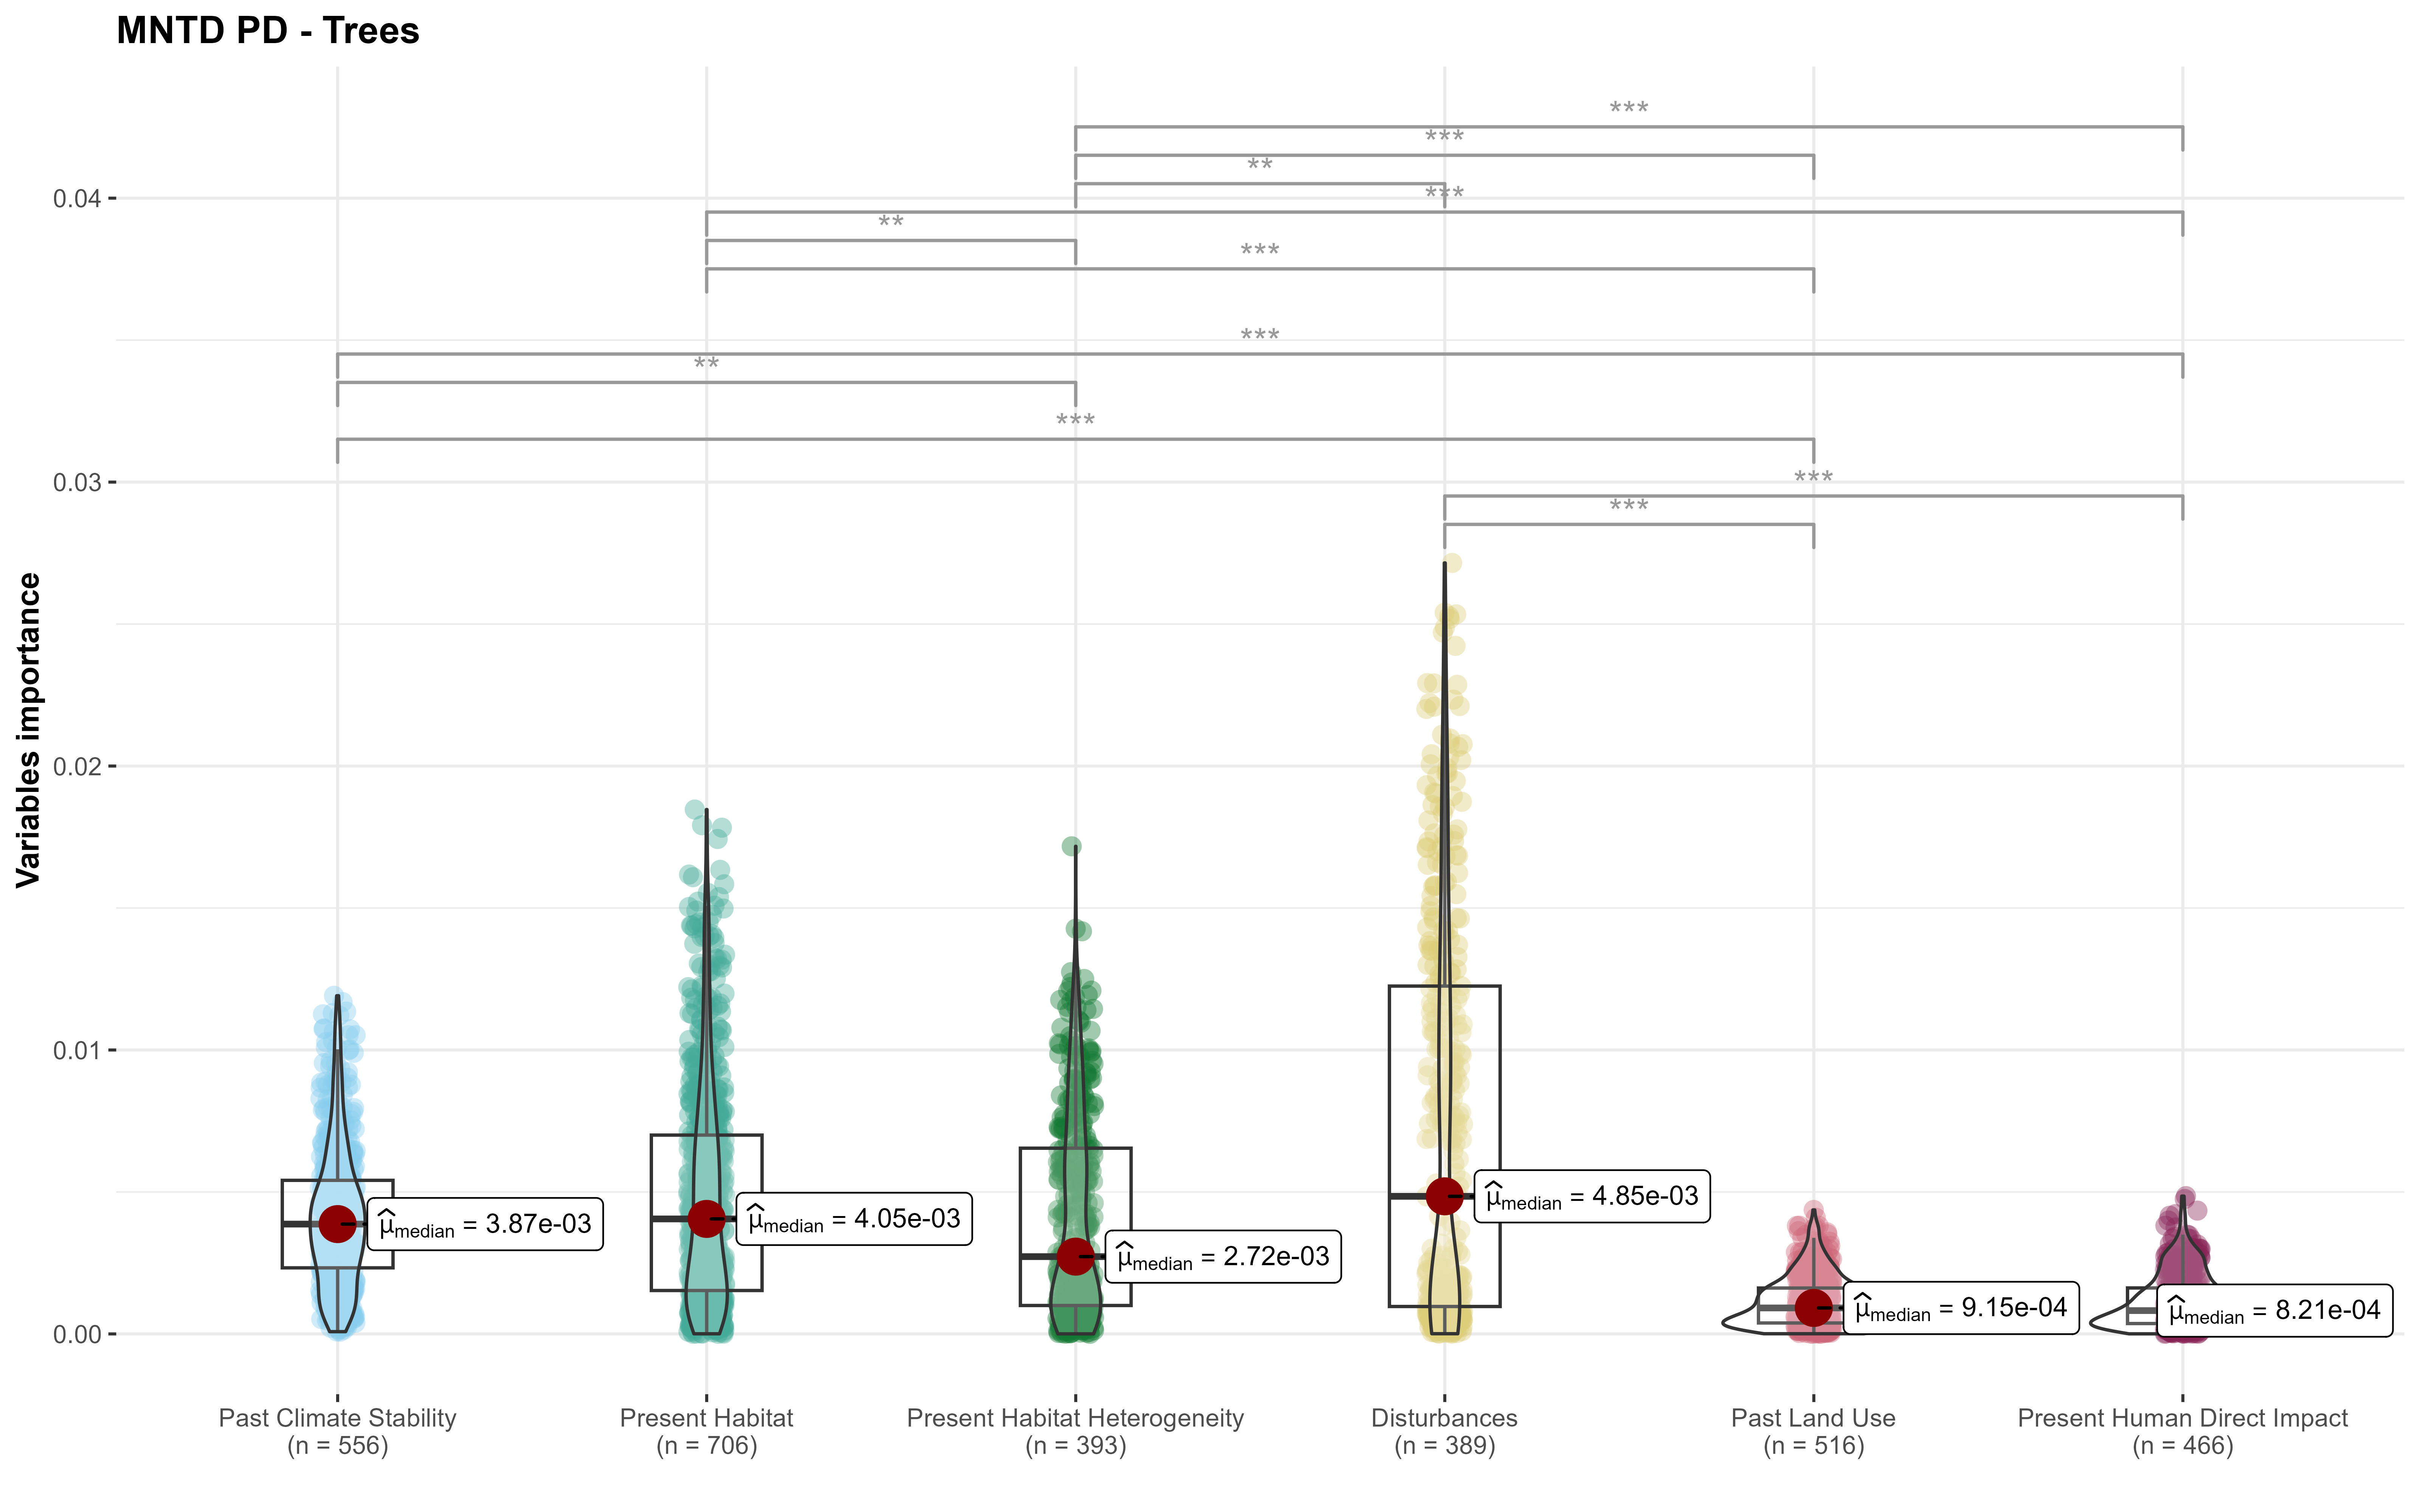 MNTD PD - Trees
***
***
**
***
**
***
***
**
***
***
***
0.04
0.03
0.02
0.01
0.00
Variables importance
μ̂median = 3.87e-03
μ̂median = 4.05e-03
μ̂median = 2.72e-03
μ̂median = 4.85e-03
μ̂median = 9.15e-04
μ̂median = 8.21e-04
Past Climate Stability
(n = 556)
Present Habitat
(n = 706)
Present Habitat Heterogeneity
(n = 393)
Disturbances
(n = 389)
Past Land Use
(n = 516)
Present Human Direct Impact
(n = 466)